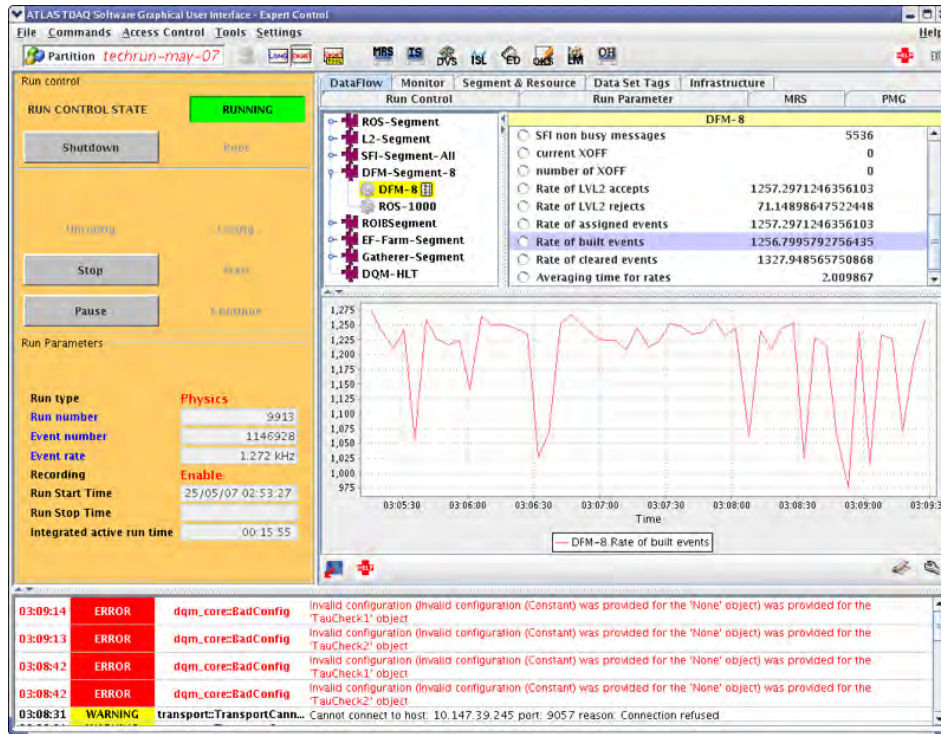 ATLAS TDAQ Software Graphical User Interface - Expert Control
File Commands Access Control Tools Settings
Help
Partition techrun-may-07
MRS IS DVS ISL ED OKS LM OH
Run control
RUN CONTROL STATE RUNNING
Shutdown
Unconfig Config
Stop Start
Pause Continue
Run Parameters
Run type Physics
Run number 9913
Event number 1146928
Event rate 1.272 kHz
Recording Enable
Run Start Time 25/05/07 02:53:27
Run Stop Time
Integrated active run time 00:15:55
DataFlow Monitor Segment & Resource Data Set Tags Infrastructure
Run Control Run Parameter MRS PMG
ROS-Segment
L2-Segment
SFI-Segment-All
DFM-Segment-8
DFM-8
ROS-1000
ROIBSegment
EF-Farm-Segment
Gatherer-Segment
DQM-HLT
DFM-8
SFI non busy messages 5536
current XOFF 0
number of XOFF 0
Rate of LVL2 accepts 1257.2971246356103
Rate of LVL2 rejects 71.14898647522448
Rate of assigned events 1257.2971246356103
Rate of built events 1256.7995792756435
Rate of cleared events 1327.948565750868
Averaging time for rates 2.009867
1,275
1,250
1,225
1,200
1,175
1,150
1,125
1,100
1,075
1,050
1,025
1,000
975
03:05:30 03:06:00 03:06:30 03:07:00 03:07:30 03:08:00 03:08:30 03:09:00 03:09:3
Time
DFM-8.Rate of built events
03:09:14 ERROR dqm_core::BadConfig Invalid configuration (Invalid configuration (Constant) was provided for the 'None' object) was provided for the
'TauCheck1' object
03:09:13 ERROR dqm_core::BadConfig Invalid configuration (Invalid configuration (Constant) was provided for the 'None' object) was provided for the
'TauCheck2' object
03:08:42 ERROR dqm_core::BadConfig Invalid configuration (Invalid configuration (Constant) was provided for the 'None' object) was provided for the
'TauCheck1' object
03:08:42 ERROR dqm_core::BadConfig Invalid configuration (Invalid configuration (Constant) was provided for the 'None' object) was provided for the
'TauCheck2' object
03:08:31 WARNING transport::TransportCann... Cannot connect to host: 10.147.39.245 port: 9057 reason: Connection refused